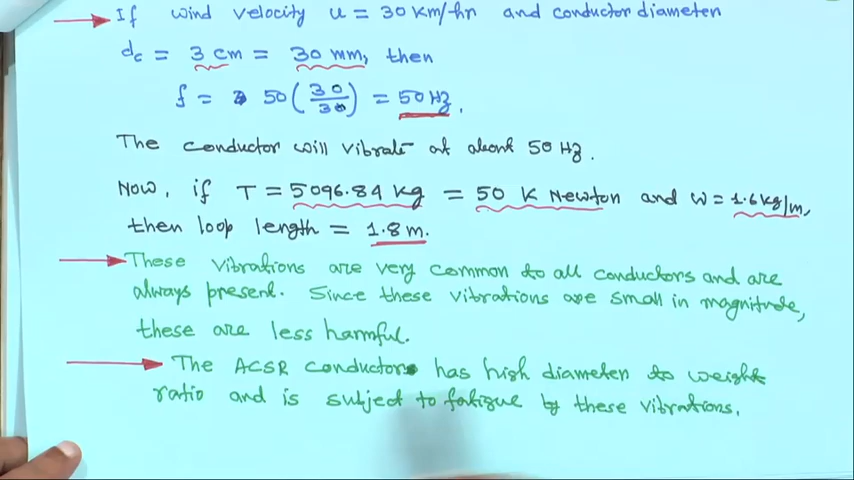 If wind velocity u = 30 km/hr and conductor diameter
dc = 3 cm = 30 mm, then
f = 50 (30/30) = 50 Hz.
The conductor will vibrate at about 50 Hz.
Now, if T = 5096.84 kg = 50 K Newton and w = 1.6 kg/m,
then loop length = 1.8 m.
These vibrations are very common to all conductors and are
always present. Since these vibrations are small in magnitude,
these are less harmful.
The ACSR conductor has high diameter to weight
ratio and is subject to fatigue by these vibrations.